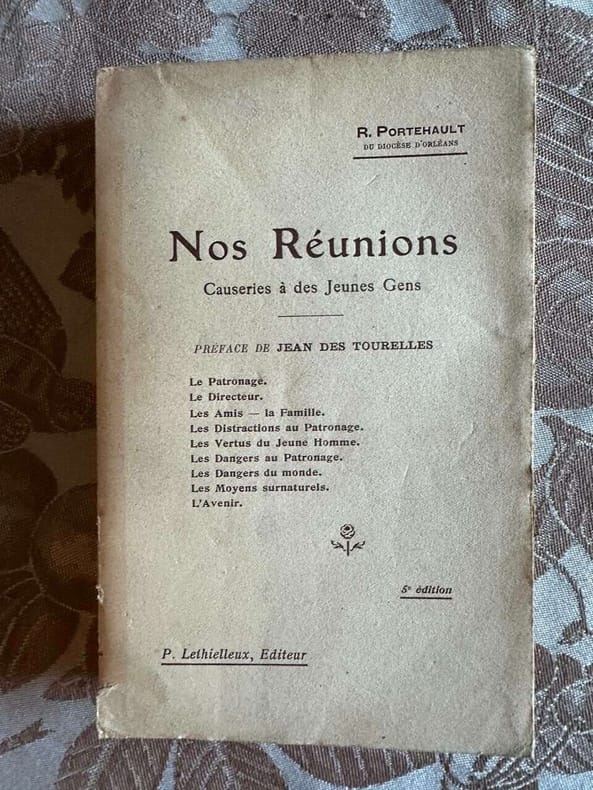 R. PORTEHAULT
DU DIOCÈSE D'ORLÉANS
Nos Réunions
Causeries à des Jeunes Gens
PRÉFACE DE JEAN DES TOURELLES
Le Patronage.
Le Directeur.
Les Amis — la Famille.
Les Distractions au Patronage.
Les Vertus du Jeune Homme.
Les Dangers au Patronage.
Les Dangers du monde.
Les Moyens surnaturels.
L'Avenir.
5e édition
P. Lethielleux, Editeur